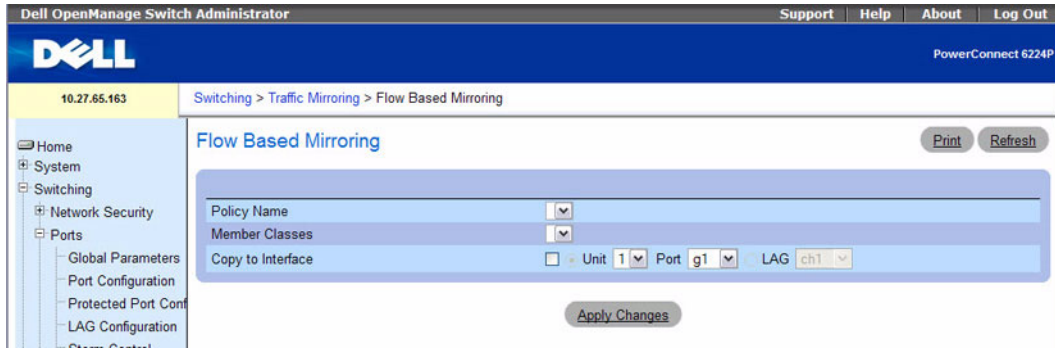 Dell OpenManage Switch Administrator
Support Help About Log Out
DELL
PowerConnect 6224P
10.27.65.163
Switching > Traffic Mirroring > Flow Based Mirroring
Home
System
Switching
Network Security
Ports
Global Parameters
Port Configuration
Protected Port Conf
LAG Configuration
Storm Control
Flow Based Mirroring
Print Refresh
Policy Name
Member Classes
Copy to Interface Unit 1 Port g1 LAG ch1
Apply Changes